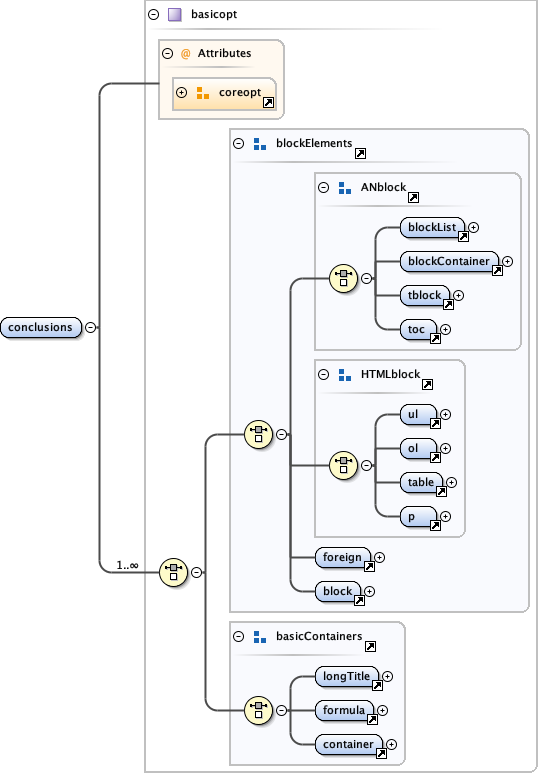 basicopt
@ Attributes
coreopt
blockElements
ANblock
blockList
blockContainer
tblock
toc
conclusions
HTMLblock
ul
ol
table
p
foreign
1..∞
block
basicContainers
longTitle
formula
container